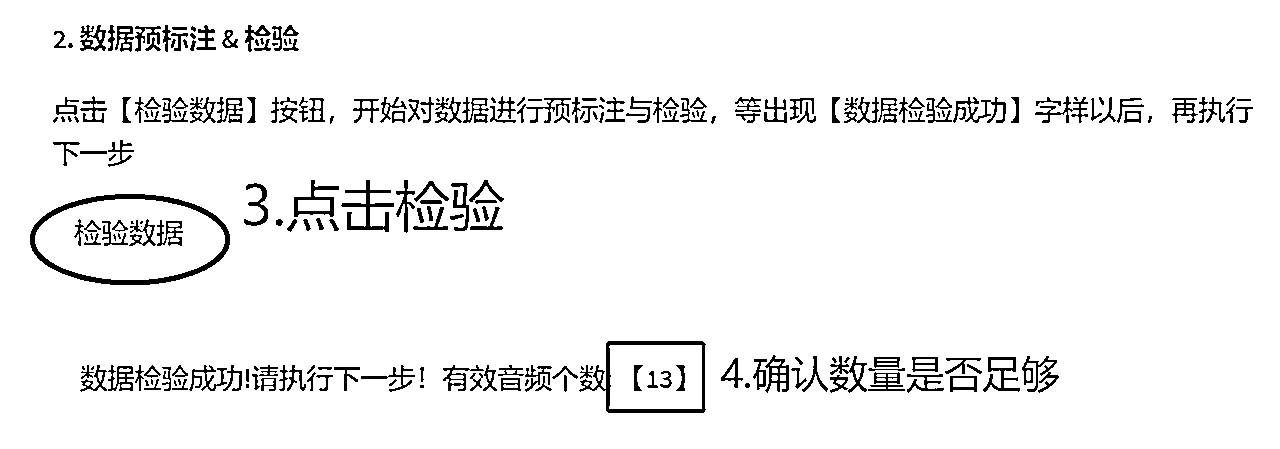 2. 数据预标注 & 检验
点击【检验数据】按钮，开始对数据进行预标注与检验，等出现【数据检验成功】字样以后，再执行
下一步
检验数据
3.点击检验
数据检验成功!请执行下一步！有效音频个数:【13】
4.确认数量是否足够